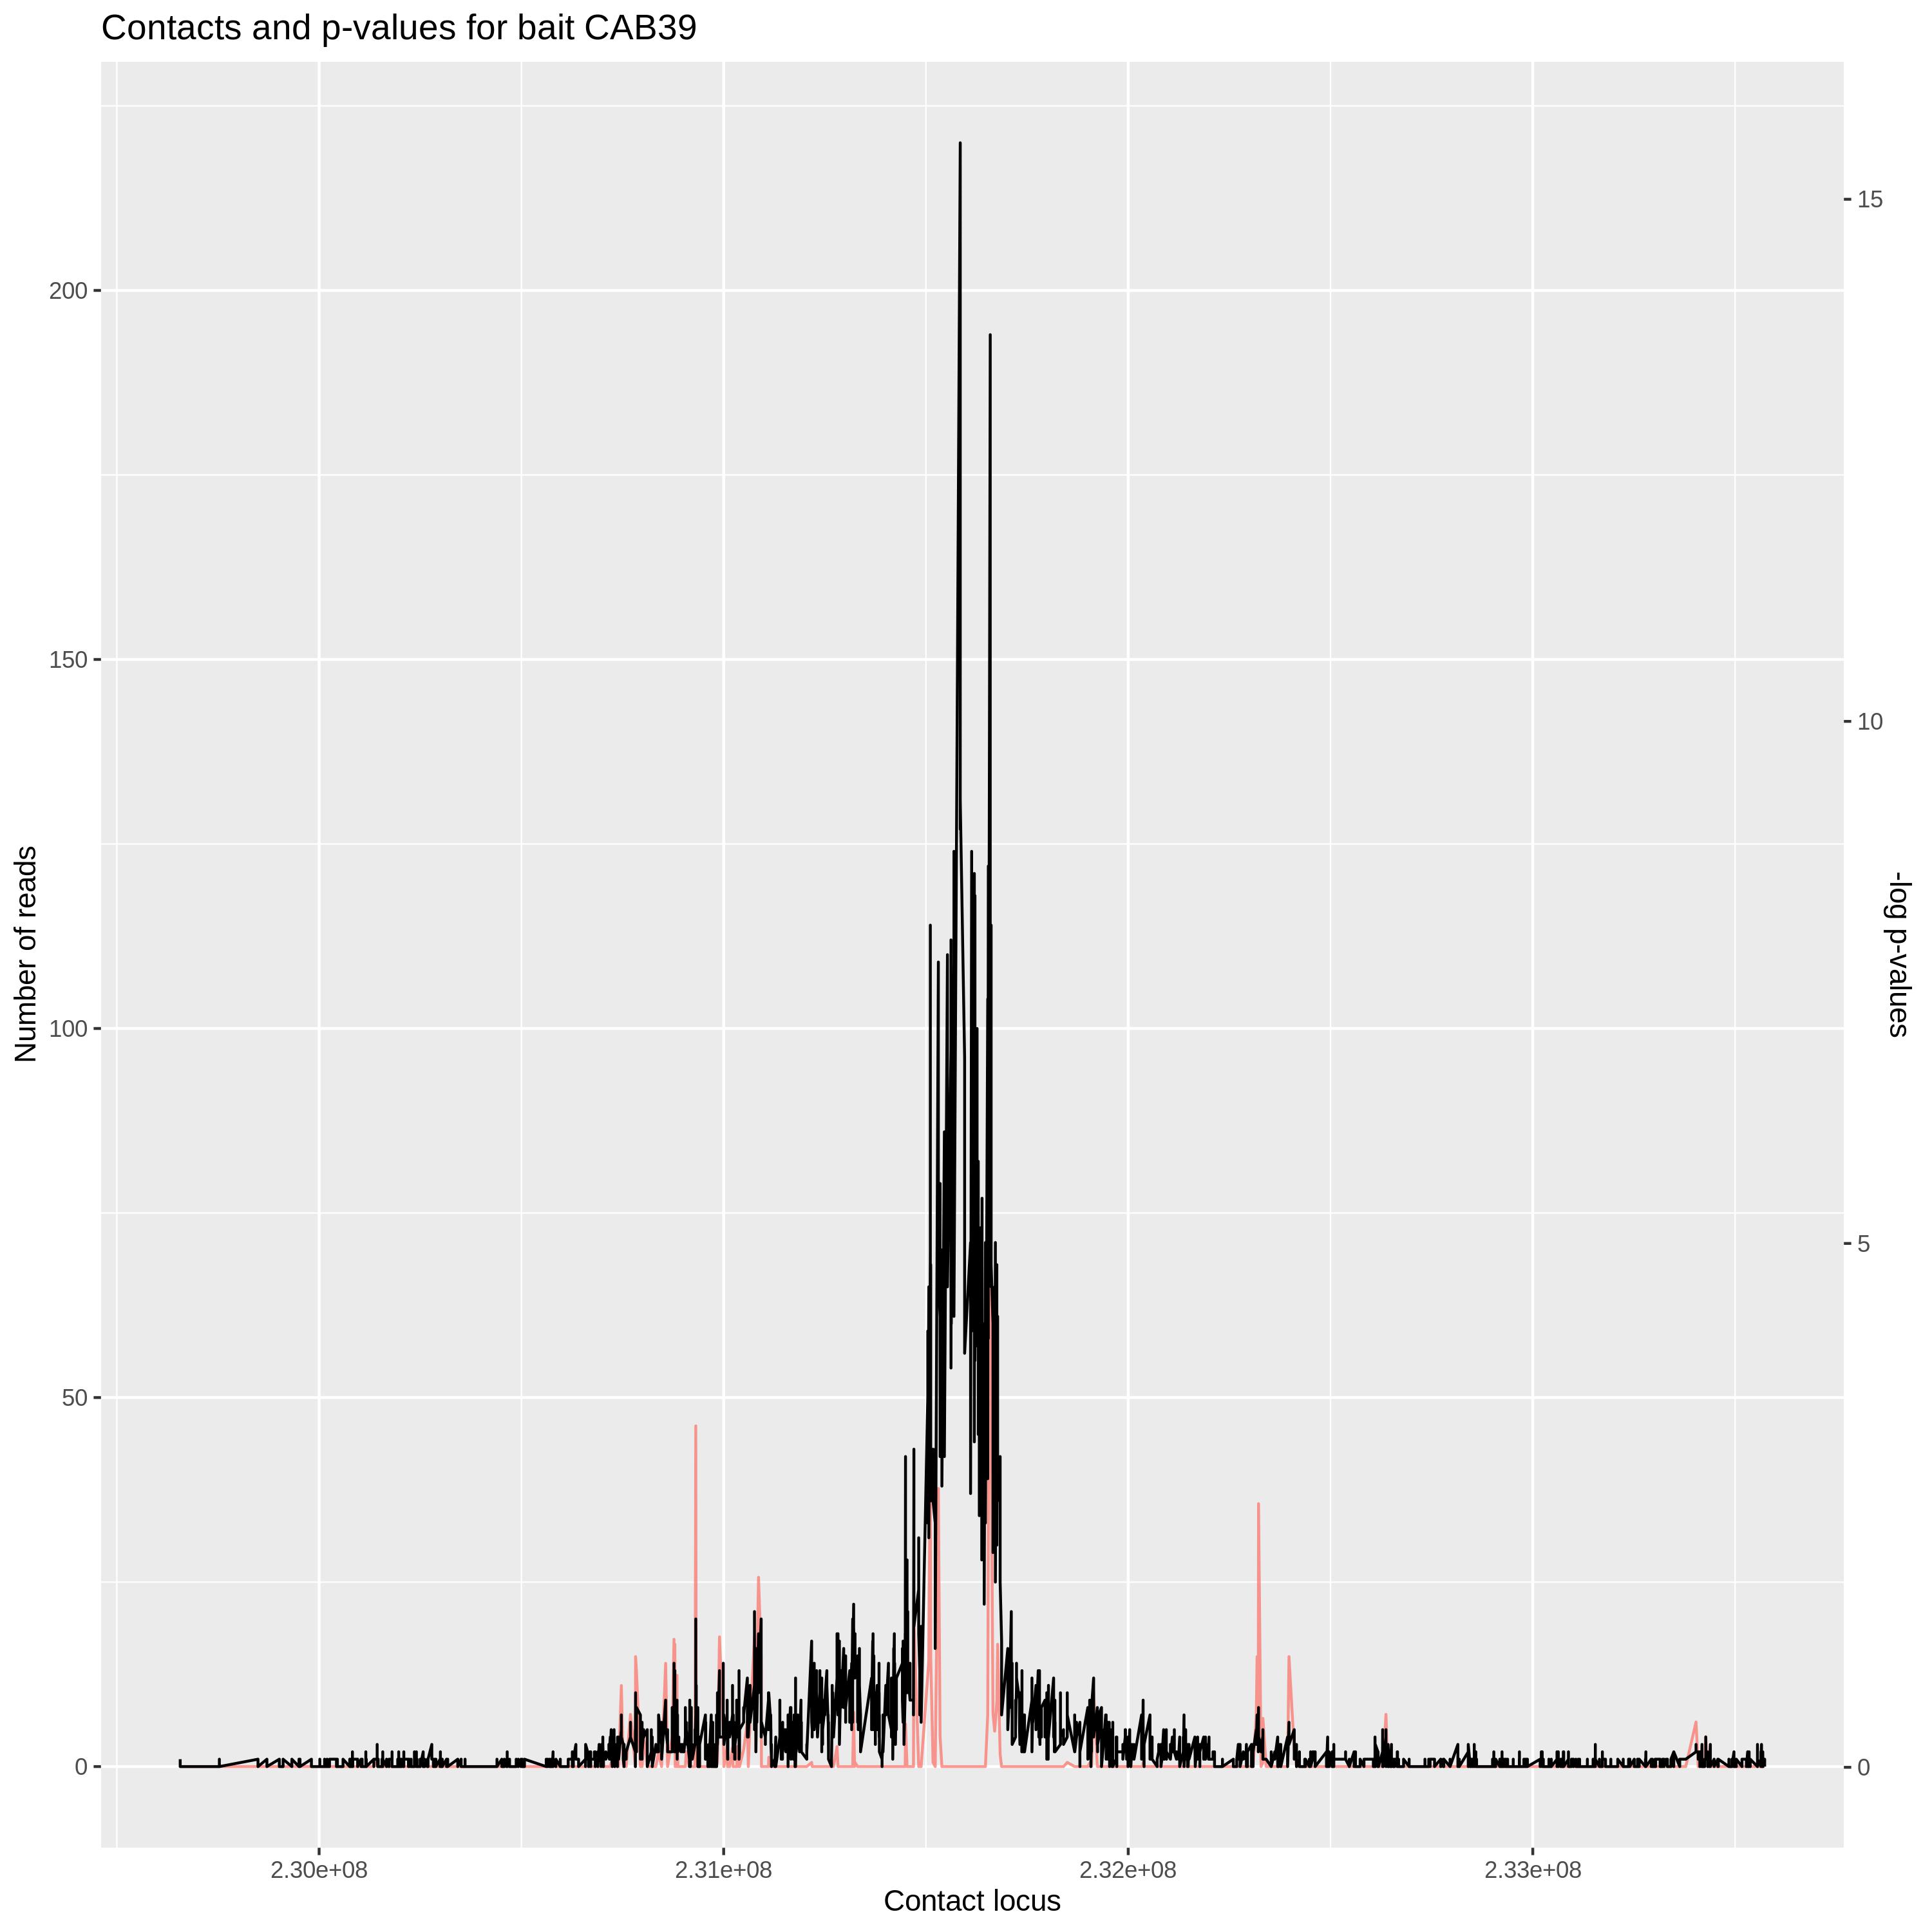 Contacts and p-values for bait CAB39
200
150
100
50
0
15
10
5
0
Number of reads
-log p-values
2.30e+08
2.31e+08
2.32e+08
2.33e+08
Contact locus